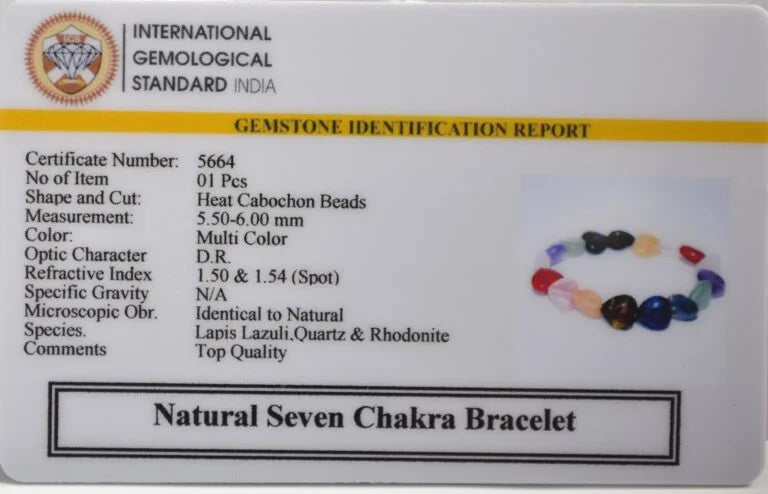 IGS
INTERNATIONAL
GEMOLOGICAL
STANDARD INDIA
GEMSTONE IDENTIFICATION REPORT
Certificate Number: 5664
No of Item 01 Pcs
Shape and Cut: Heat Cabochon Beads
Measurement: 5.50-6.00 mm
Color: Multi Color
Optic Character D.R.
Refractive Index 1.50 & 1.54 (Spot)
Specific Gravity N/A
Microscopic Obr. Identical to Natural
Species. Lapis Lazuli,Quartz & Rhodonite
Comments Top Quality
Natural Seven Chakra Bracelet